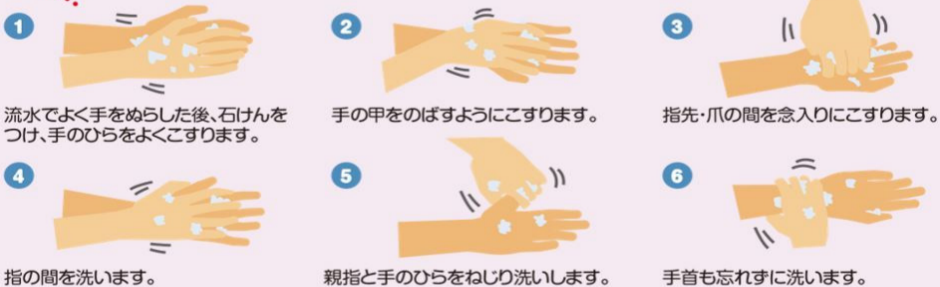 1
流水でよく手をぬらした後、石けんを
つけ、手のひらをよくこすります。
2
手の甲をのばすようにこすります。
3
指先・爪の間を念入りにこすります。
4
指の間を洗います。
5
親指と手のひらをねじり洗いします。
6
手首も忘れずに洗います。